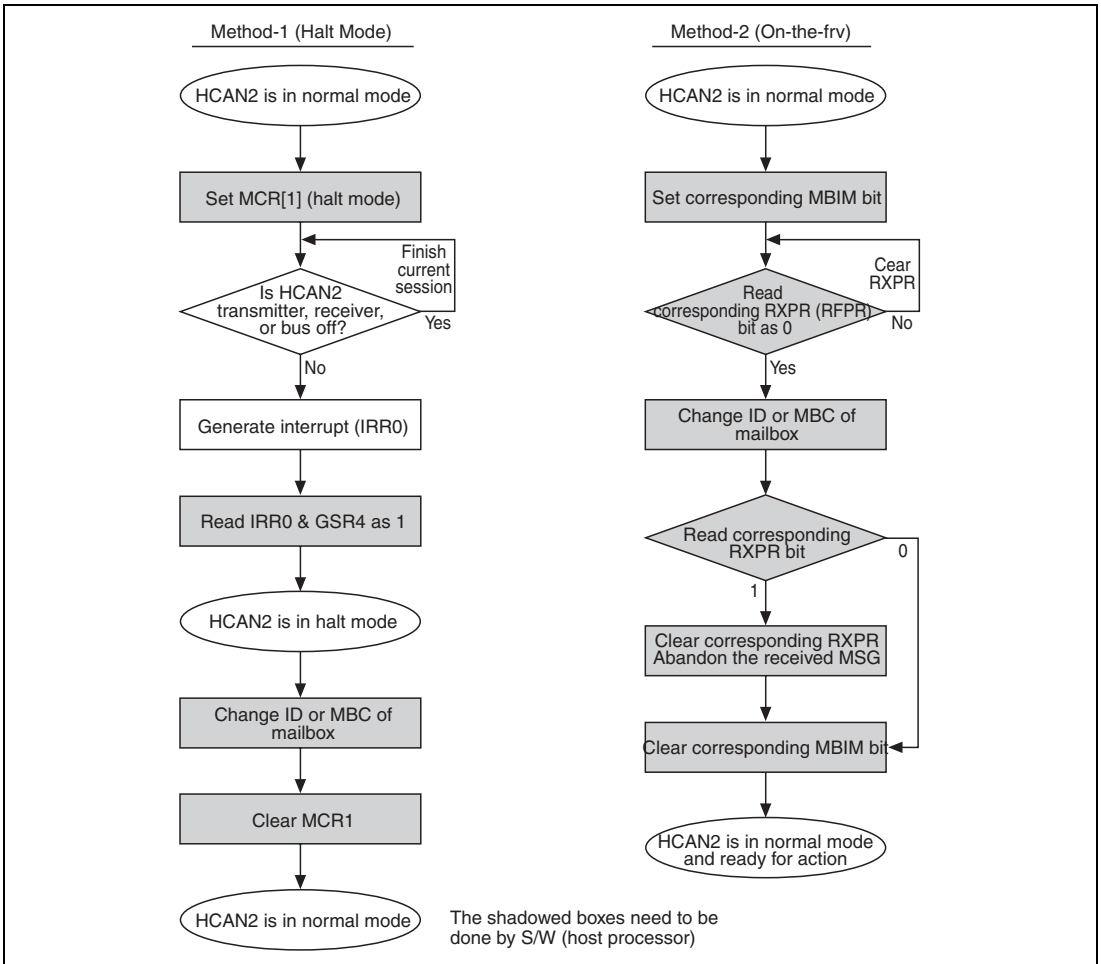 Method-1 (Halt Mode)
HCAN2 is in normal mode
Set MCR[1] (halt mode)
Finish
current
session
Is HCAN2
transmitter, receiver,
or bus off?
Yes
No
Generate interrupt (IRR0)
Read IRR0 & GSR4 as 1
HCAN2 is in halt mode
Change ID or MBC of
mailbox
Clear MCR1
HCAN2 is in normal mode
Method-2 (On-the-frv)
HCAN2 is in normal mode
Set corresponding MBIM bit
Cear
RXPR
Read
corresponding RXPR (RFPR)
bit as 0
No
Yes
Change ID or MBC of
mailbox
Read corresponding
RXPR bit
0
1
Clear corresponding RXPR
Abandon the received MSG
Clear corresponding MBIM bit
HCAN2 is in normal mode
and ready for action
The shadowed boxes need to be
done by S/W (host processor)